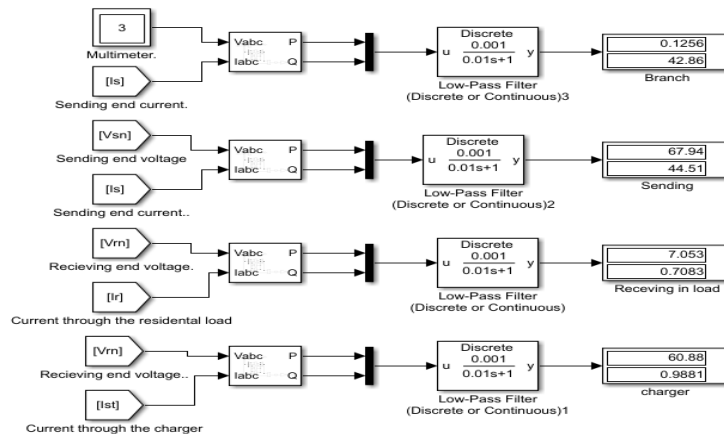 3
Multimeter.
[Is]
Sending end current.
Vabc
Iabc
P
Q
Discrete
u
0.001
0.01s+1
y
Low-Pass Filter
(Discrete or Continuous)3
0.1256
42.86
Branch
[Vsn]
Sending end voltage
[Is]
Sending end current..
Vabc
Iabc
P
Q
Discrete
u
0.001
0.01s+1
y
Low-Pass Filter
(Discrete or Continuous)2
67.94
44.51
Sending
[Vrn]
Recieving end voltage.
[Ir]
Current through the residental load
Vabc
Iabc
P
Q
Discrete
u
0.001
0.01s+1
y
Low-Pass Filter
(Discrete or Continuous)
7.053
0.7083
Receving in load
[Vrn]
Recieving end voltage..
[Ist]
Current through the charger
Vabc
Iabc
P
Q
Discrete
u
0.001
0.01s+1
y
Low-Pass Filter
(Discrete or Continuous)1
60.88
0.9881
charger